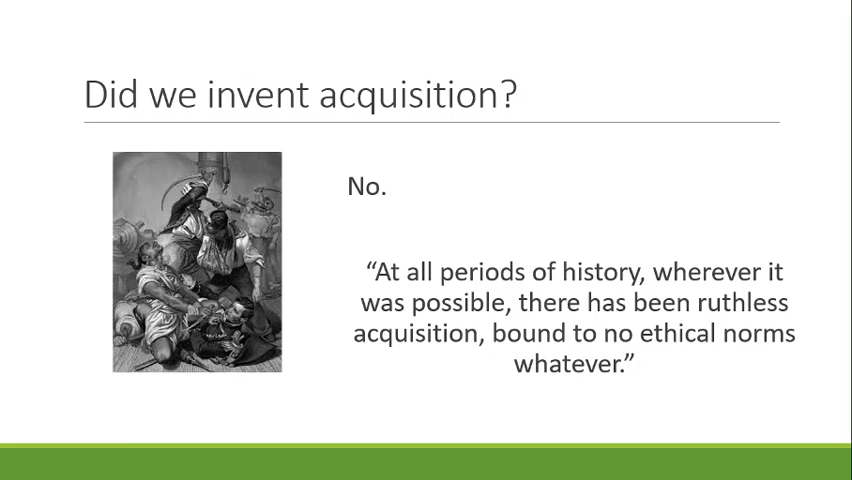 Did we invent acquisition?
No.
“At all periods of history, wherever it
was possible, there has been ruthless
acquisition, bound to no ethical norms
whatever.”